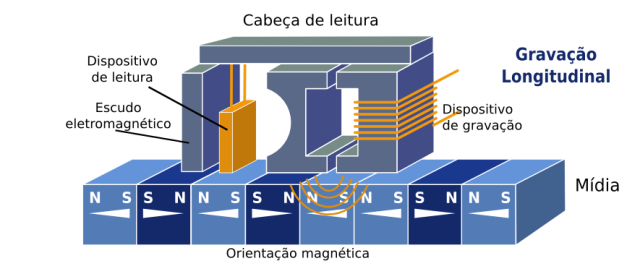 Cabeça de leitura
Gravação
Longitudinal
Dispositivo
de leitura
Escudo
eletromagnético
Dispositivo
de gravação
Mídia
N S S N N S S N N S S N N S
Orientação magnética